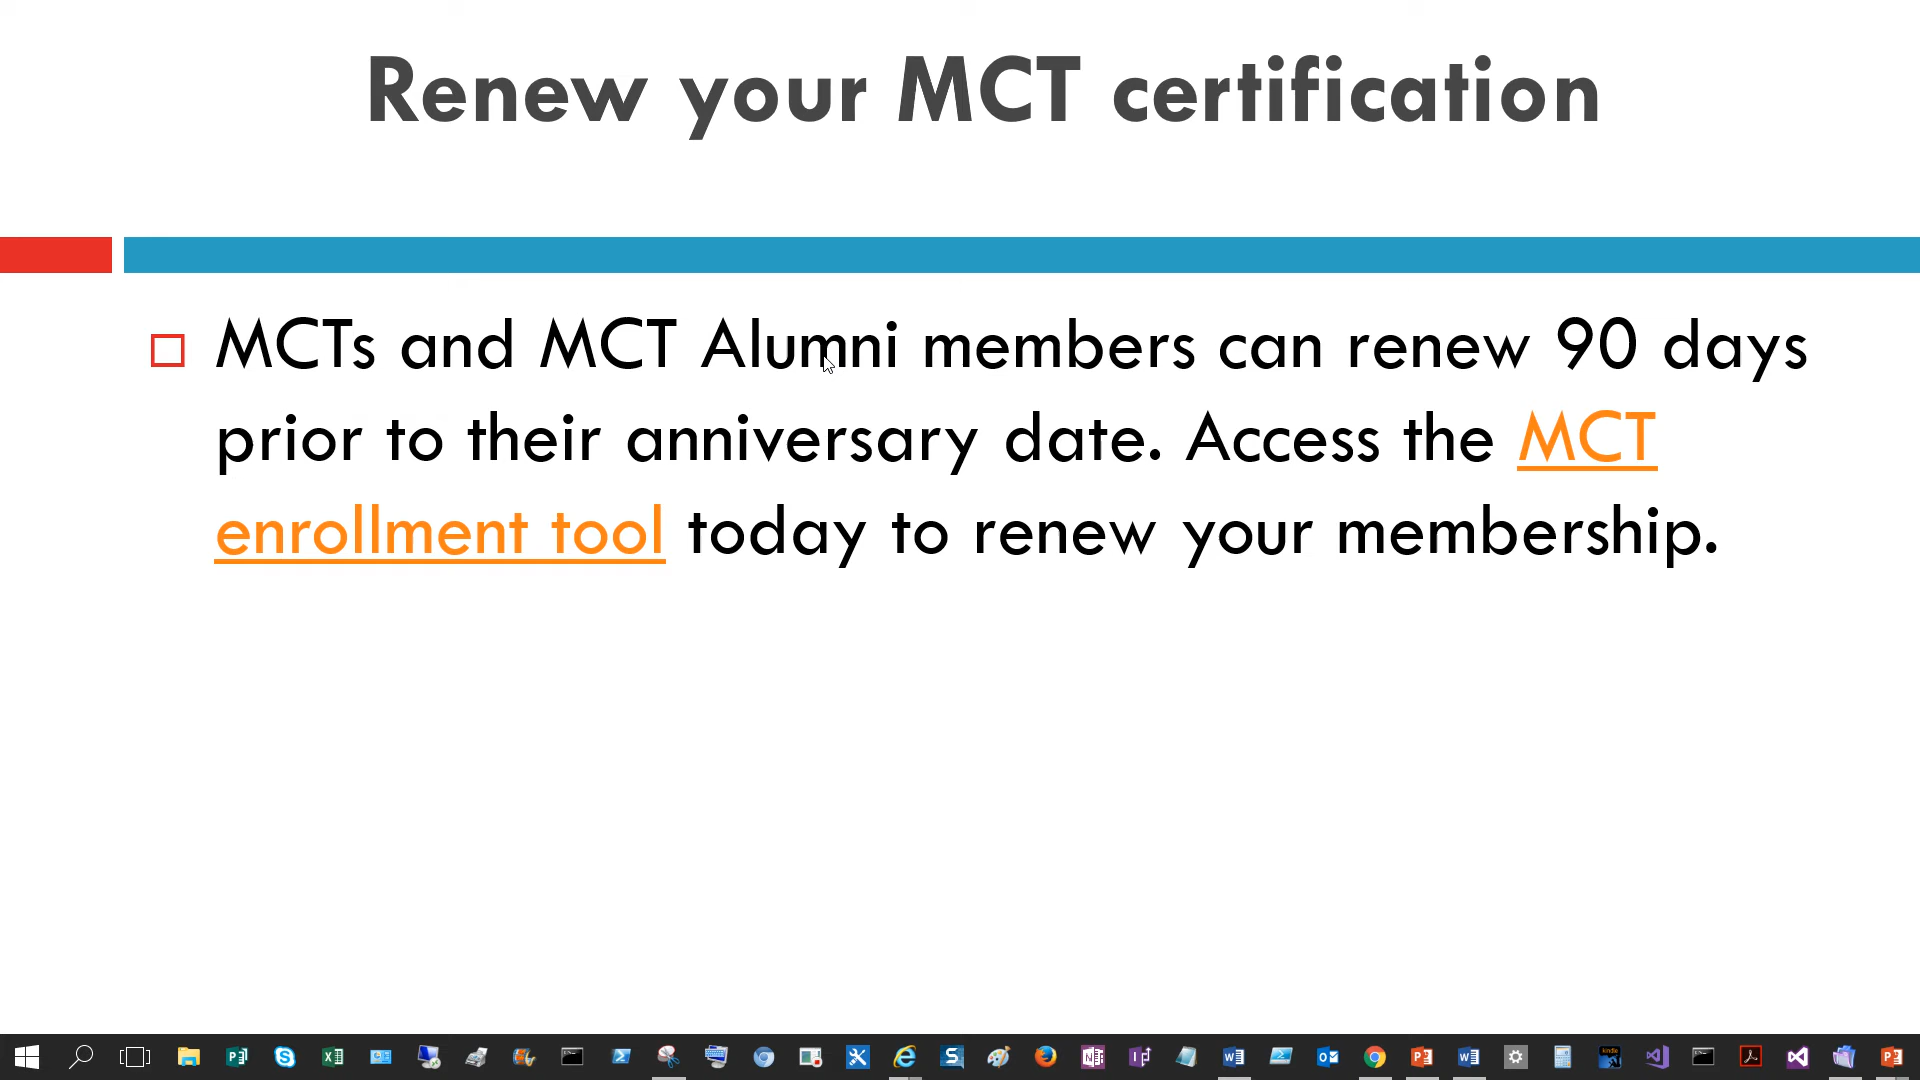 Renew your MCT certification
MCTs and MCT Alumni members can renew 90 days
prior to their anniversary date. Access the MCT
enrollment tool today to renew your membership.